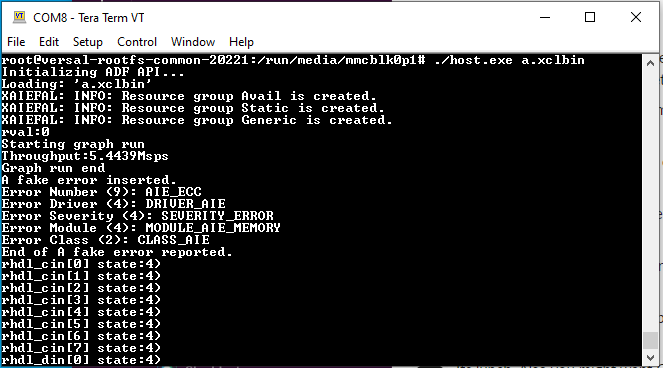 COM8 - Tera Term VT
File Edit Setup Control Window Help
root@versal-rootfs-common-20221:/run/media/mmcblk0p1# ./host.exe a.xclbin
Initializing ADF API...
Loading: 'a.xclbin'
XAIEFAL: INFO: Resource group Avail is created.
XAIEFAL: INFO: Resource group Static is created.
XAIEFAL: INFO: Resource group Generic is created.
rval:0
Starting graph run
Throughput:5.4439Msps
Graph run end
A fake error inserted.
Error Number (9): AIE_ECC
Error Driver (4): DRIVER_AIE
Error Severity (4): SEVERITY_ERROR
Error Module (4): MODULE_AIE_MEMORY
Error Class (2): CLASS_AIE
End of A fake error reported.
rhdl_cin[0] state:4)
rhdl_cin[1] state:4)
rhdl_cin[2] state:4)
rhdl_cin[3] state:4)
rhdl_cin[4] state:4)
rhdl_cin[5] state:4)
rhdl_cin[6] state:4)
rhdl_cin[7] state:4)
rhdl_din[0] state:4)